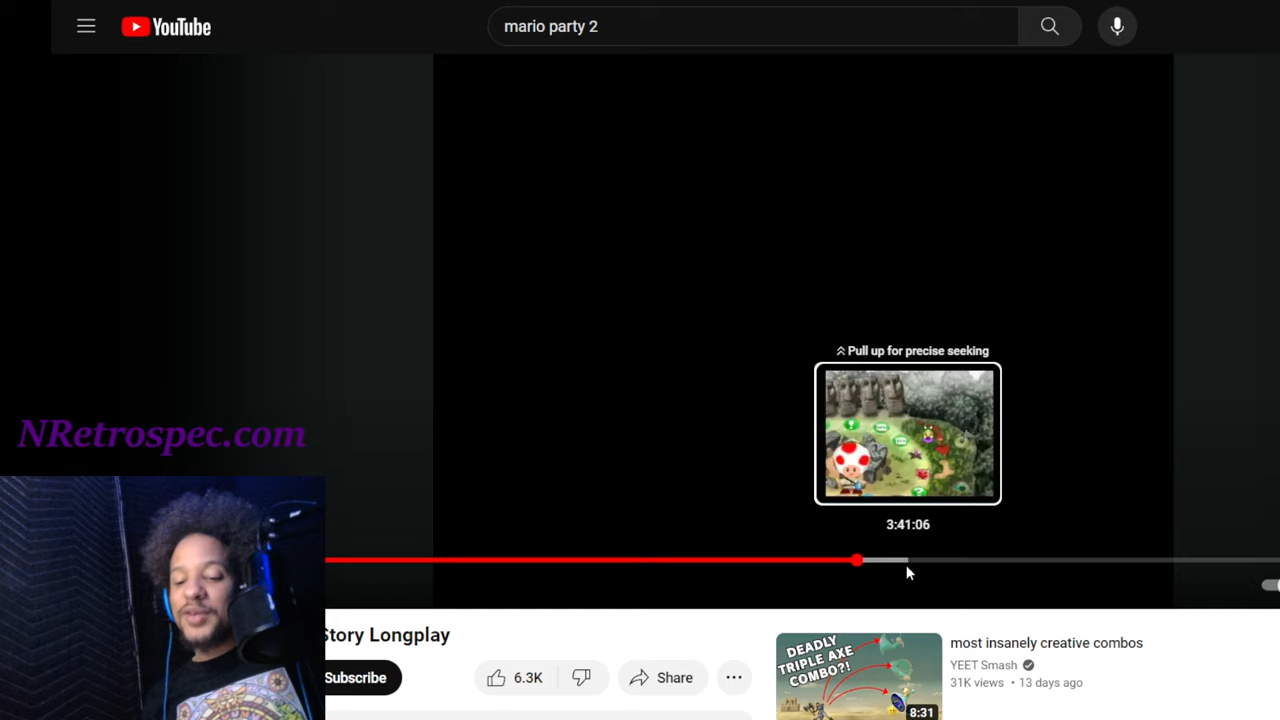 YouTube
mario party 2
Pull up for precise seeking
3:41:06
NRetrospec.com
Story Longplay
Subscribe
6.3K
Share
DEADLY
TRIPLE AXE
COMBO?!
8:31
most insanely creative combos
YEET Smash
31K views • 13 days ago